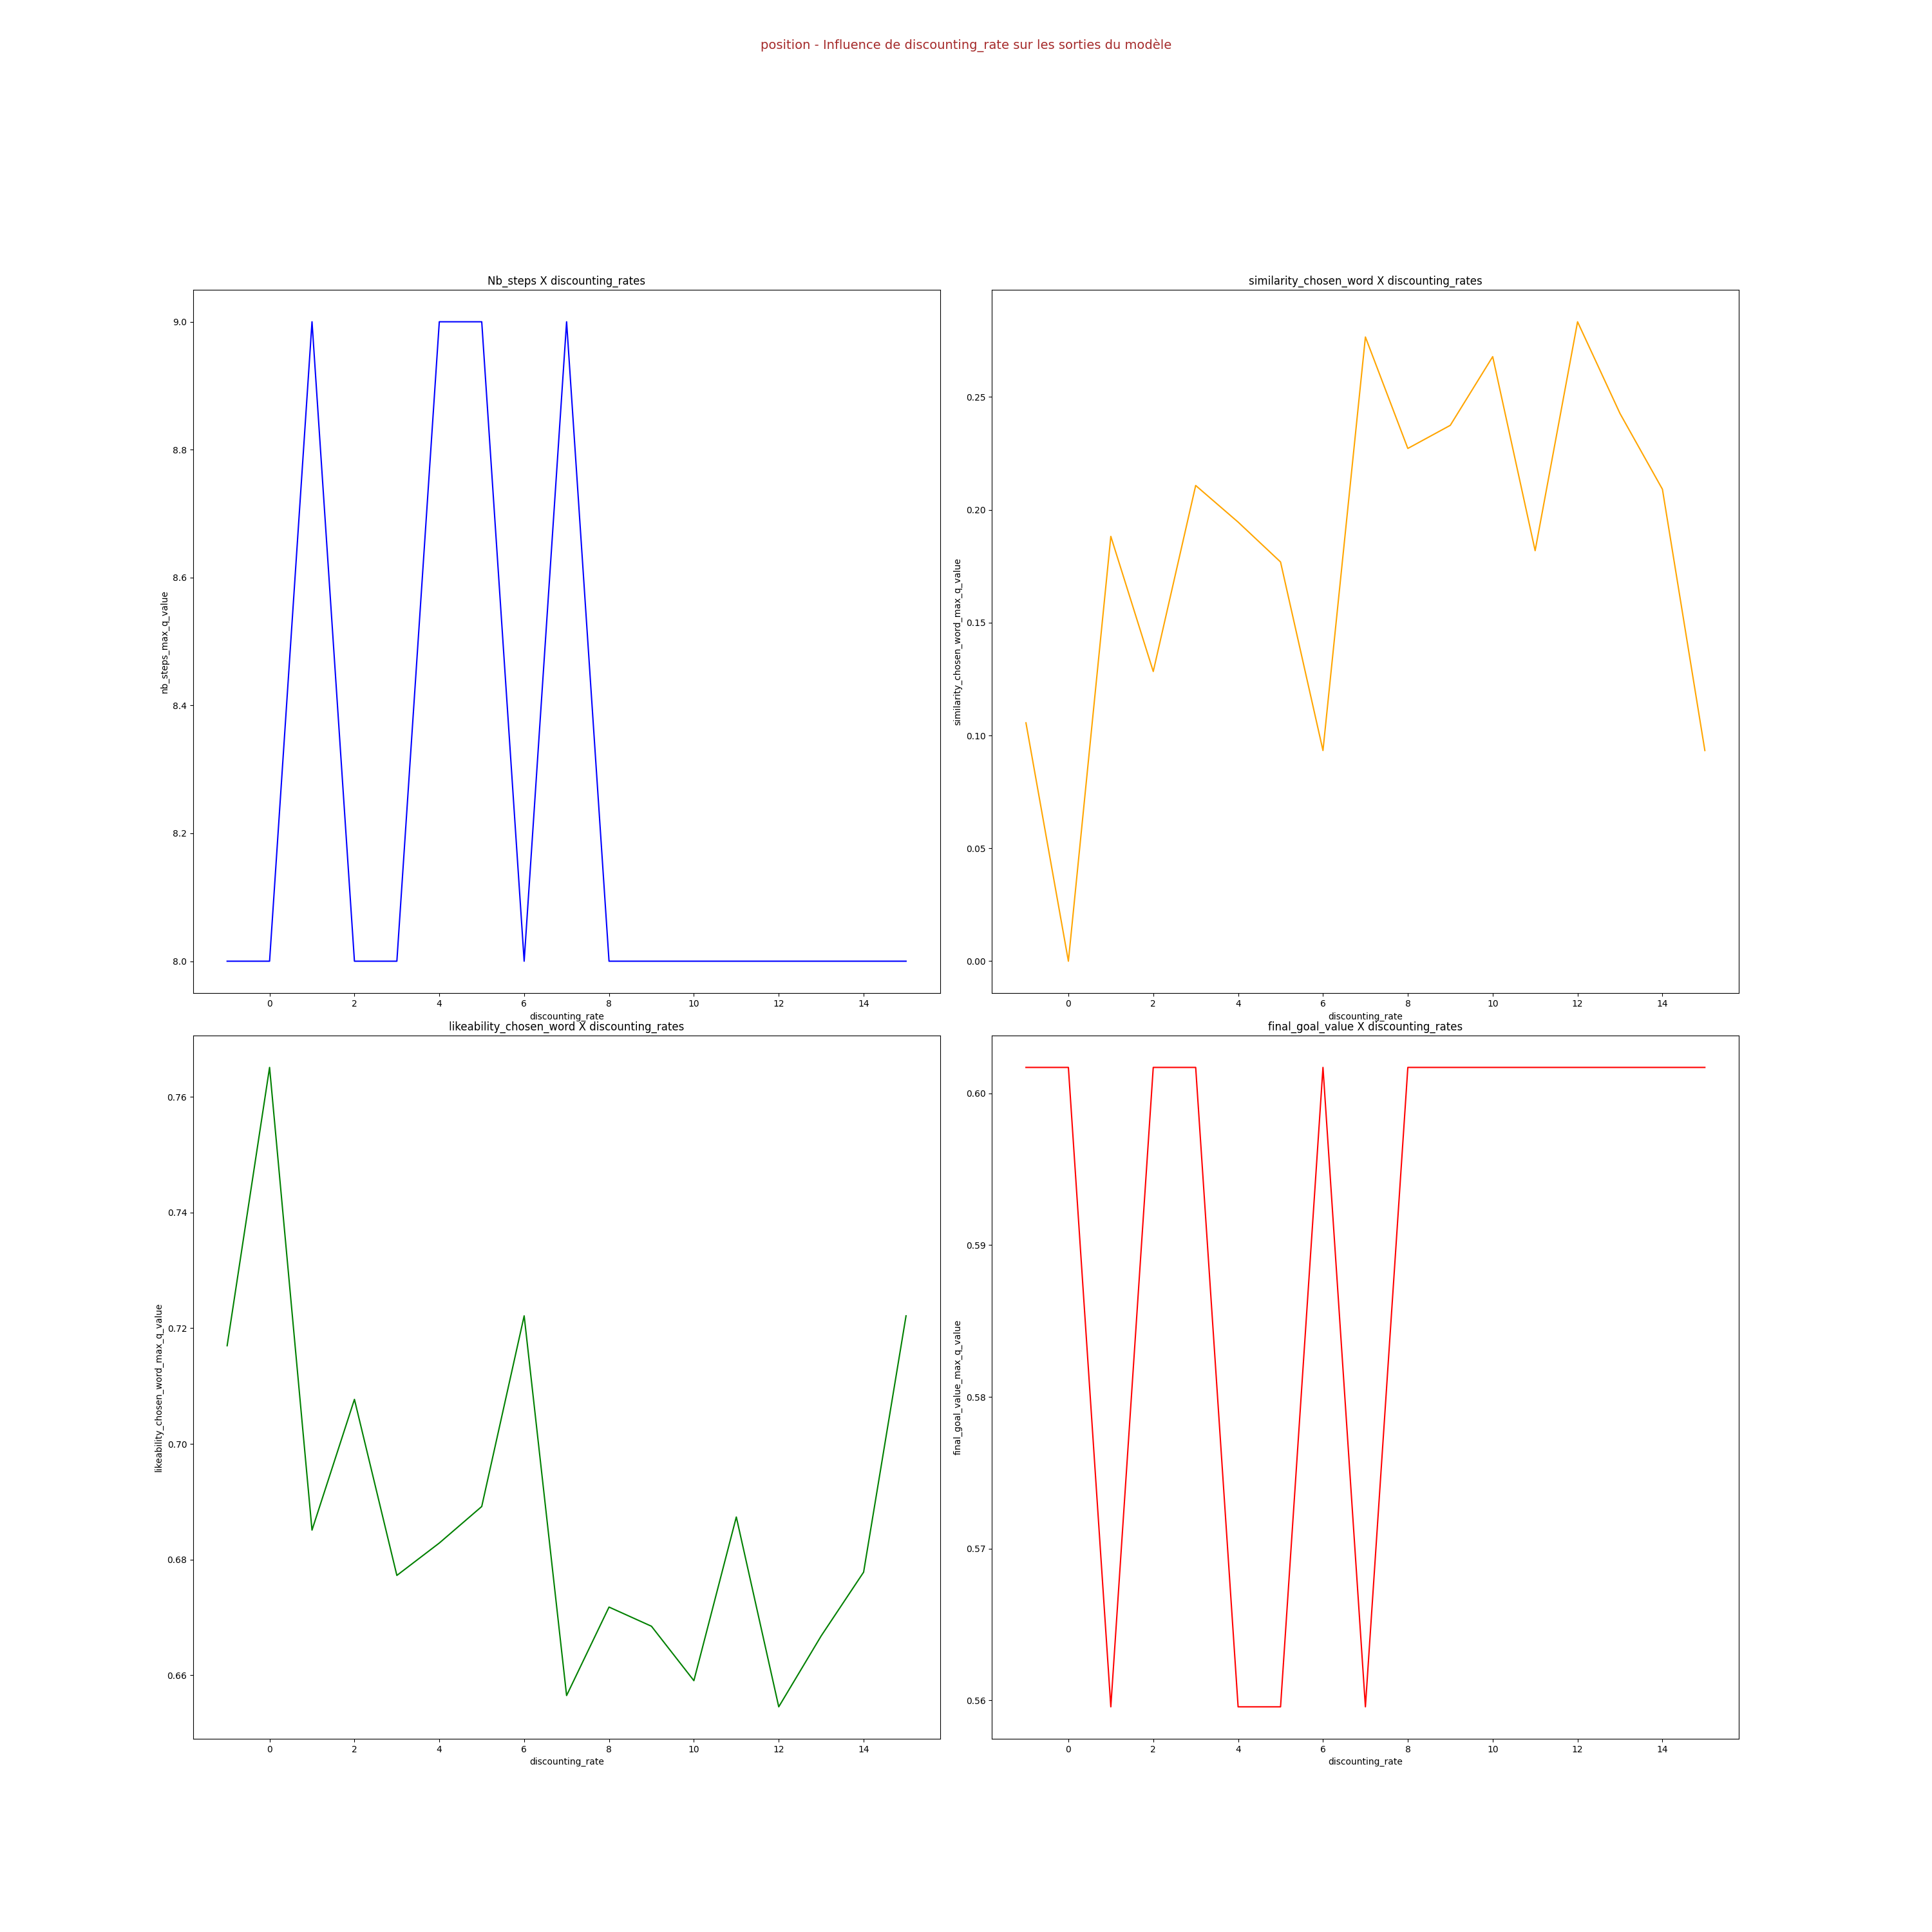 position - Influence de discounting_rate sur les sorties du modèle
Nb_steps X discounting_rates
nb_steps_max_q_value
9.0
8.8
8.6
8.4
8.2
8.0
0 2 4 6 8 10 12 14
discounting_rate
similarity_chosen_word X discounting_rates
similarity_chosen_word_max_q_value
0.25
0.20
0.15
0.10
0.05
0.00
0 2 4 6 8 10 12 14
discounting_rate
likeability_chosen_word X discounting_rates
likeability_chosen_word_max_q_value
0.76
0.74
0.72
0.70
0.68
0.66
0 2 4 6 8 10 12 14
discounting_rate
final_goal_value X discounting_rates
final_goal_value_max_q_value
0.60
0.59
0.58
0.57
0.56
0 2 4 6 8 10 12 14
discounting_rate